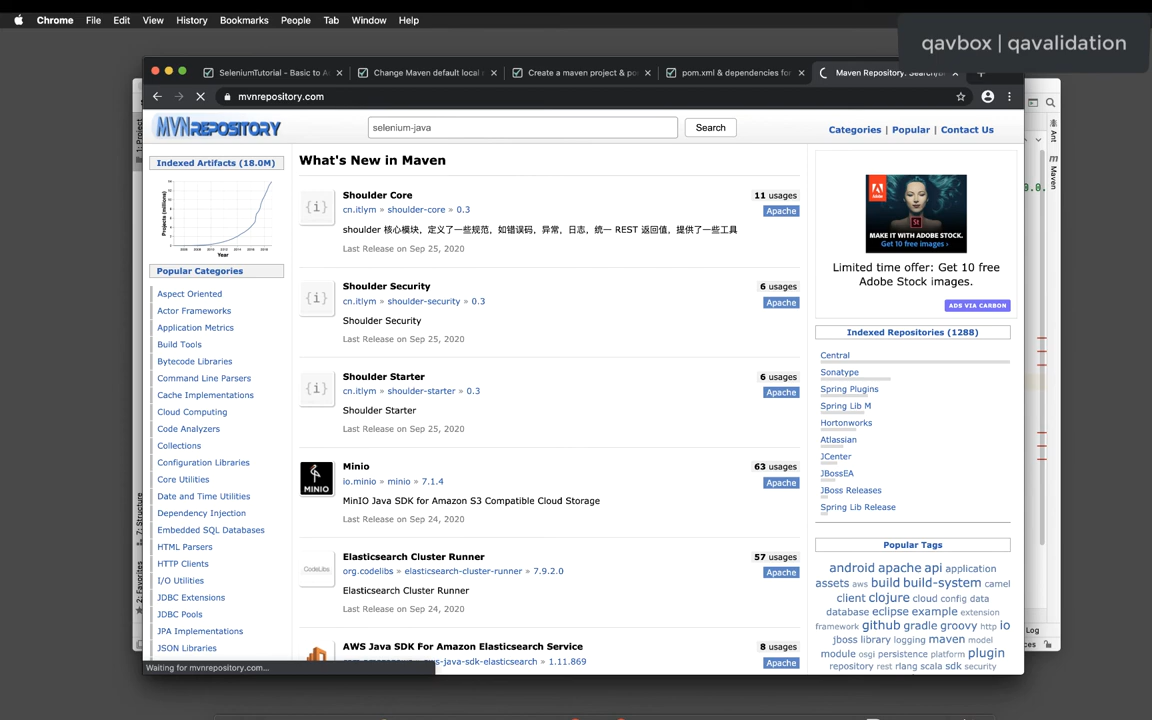 Chrome File Edit View History Bookmarks People Tab Window Help
qavbox | qavalidation
SeleniumTutorial - Basic to A
Change Maven default local
Create a maven project & po
pom.xml & dependencies for
Maven Repository: Search/B
mvnrepository.com
MVNREPOSITORY
selenium-java
Search
Categories | Popular | Contact Us
Indexed Artifacts (18.0M)
Projects (millions)
Year
Popular Categories
Aspect Oriented
Actor Frameworks
Application Metrics
Build Tools
Bytecode Libraries
Command Line Parsers
Cache Implementations
Cloud Computing
Code Analyzers
Collections
Configuration Libraries
Core Utilities
Date and Time Utilities
Dependency Injection
Embedded SQL Databases
HTML Parsers
HTTP Clients
I/O Utilities
JDBC Extensions
JDBC Pools
JPA Implementations
JSON Libraries
What's New in Maven
Shoulder Core
11 usages
cn.itlym » shoulder-core » 0.3
Apache
shoulder 核心模块，定义了一些规范，如错误码，异常，日志，统一 REST 返回值，提供了一些工具
Last Release on Sep 25, 2020
Shoulder Security
6 usages
cn.itlym » shoulder-security » 0.3
Apache
Shoulder Security
Last Release on Sep 25, 2020
Shoulder Starter
6 usages
cn.itlym » shoulder-starter » 0.3
Apache
Shoulder Starter
Last Release on Sep 25, 2020
MINIO
Minio
63 usages
io.minio » minio » 7.1.4
Apache
MinIO Java SDK for Amazon S3 Compatible Cloud Storage
Last Release on Sep 24, 2020
CodeLibs
Elasticsearch Cluster Runner
57 usages
org.codelibs » elasticsearch-cluster-runner » 7.9.2.0
Apache
Elasticsearch Cluster Runner
Last Release on Sep 24, 2020
AWS Java SDK For Amazon Elasticsearch Service
8 usages
aws-java-sdk-elasticsearch » 1.11.869
Apache
Adobe
St
MAKE IT WITH ADOBE STOCK.
Get 10 free images ›
Limited time offer: Get 10 free
Adobe Stock images.
ADS VIA CARBON
Indexed Repositories (1288)
Central
Sonatype
Spring Plugins
Spring Lib M
Hortonworks
Atlassian
JCenter
JBossEA
JBoss Releases
Spring Lib Release
Popular Tags
android apache api application
assets aws build build-system camel
client clojure cloud config data
database eclipse example extension
framework github gradle groovy http io
jboss library logging maven model
module osgi persistence platform plugin
repository rest rlang scala sdk security
Waiting for mvnrepository.com...
1: Project
7: Structure
2: Favorites
Ant
Maven
Log